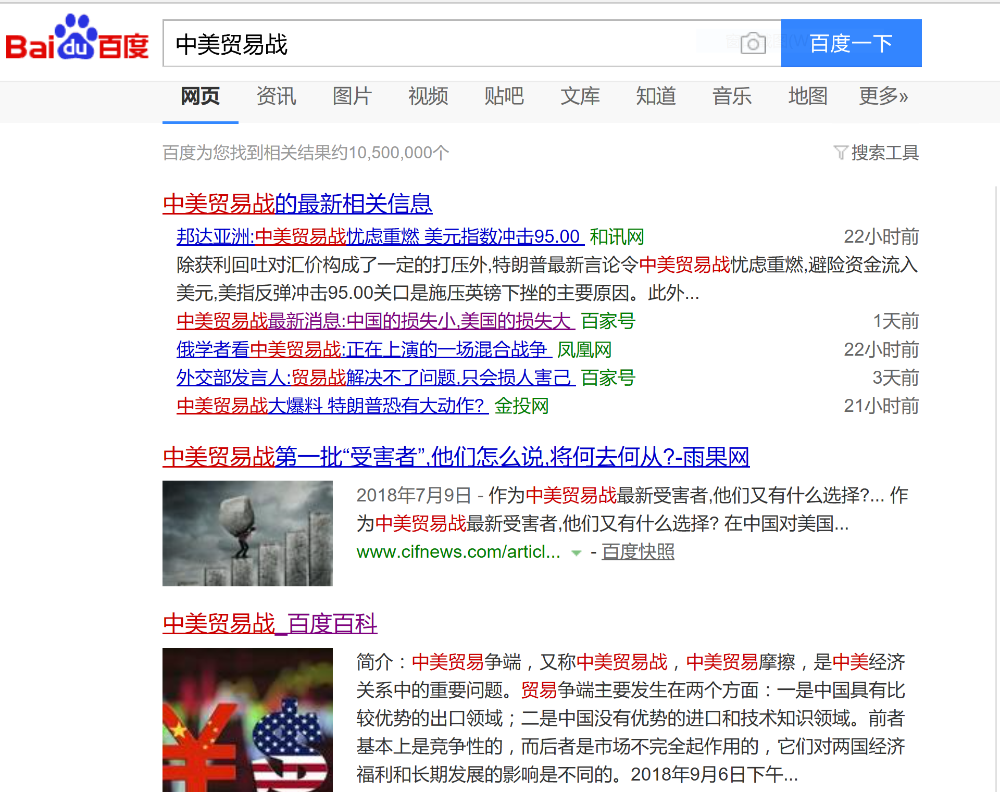 Baidu百度
中美贸易战
百度一下
网页 资讯 图片 视频 贴吧 文库 知道 音乐 地图 更多»
百度为您找到相关结果约10,500,000个 搜索工具
中美贸易战的最新相关信息
邦达亚洲:中美贸易战忧虑重燃 美元指数冲击95.00 和讯网 22小时前
除获利回吐对汇价构成了一定的打压外,特朗普最新言论令中美贸易战忧虑重燃,避险资金流入
美元,美指反弹冲击95.00关口是施压英镑下挫的主要原因。此外...
中美贸易战最新消息:中国的损失小,美国的损失大 百家号 1天前
俄学者看中美贸易战:正在上演的一场混合战争 凤凰网 22小时前
外交部发言人:贸易战解决不了问题,只会损人害己 百家号 3天前
中美贸易战大爆料 特朗普恐有大动作? 金投网 21小时前
中美贸易战第一批“受害者”,他们怎么说,将何去何从?-雨果网
2018年7月9日 - 作为中美贸易战最新受害者,他们又有什么选择?... 作
为中美贸易战最新受害者,他们又有什么选择? 在中国对美国...
www.cifnews.com/articl... - 百度快照
中美贸易战_百度百科
简介：中美贸易争端，又称中美贸易战，中美贸易摩擦，是中美经济
关系中的重要问题。贸易争端主要发生在两个方面：一是中国具有比
较优势的出口领域；二是中国没有优势的进口和技术知识领域。前者
基本上是竞争性的，而后者是市场不完全起作用的，它们对两国经济
福利和长期发展的影响是不同的。2018年9月6日下午...